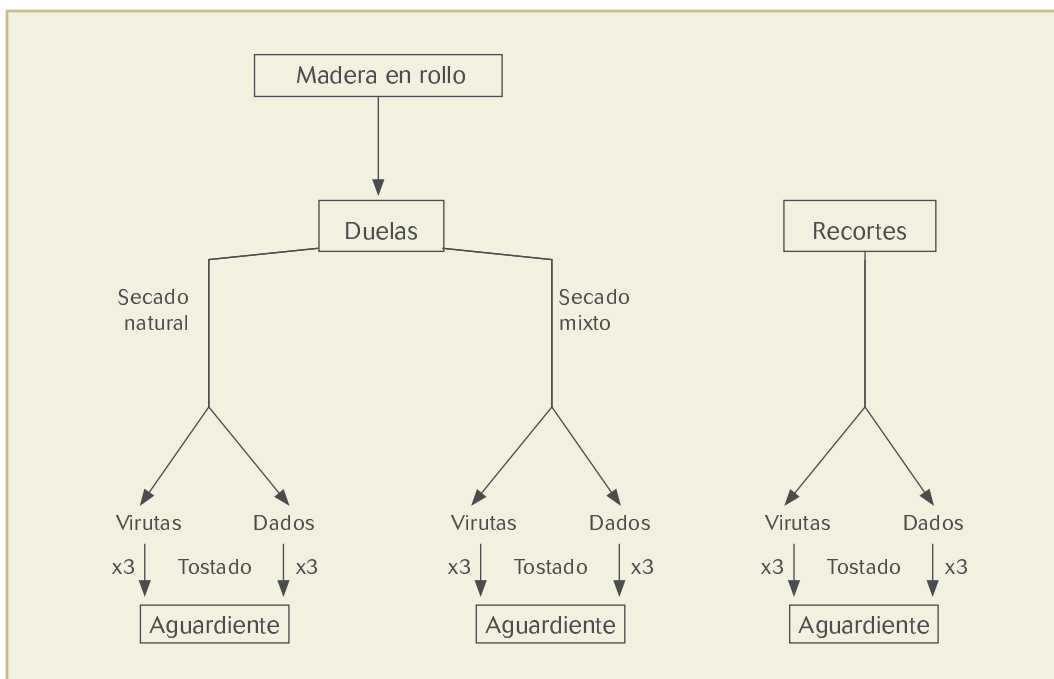 Madera en rollo
Duelas
Recortes
Secado
natural
Secado
mixto
Virutas
Dados
Virutas
Dados
Virutas
Dados
x3
Tostado
x3
x3
Tostado
x3
x3
Tostado
x3
Aguardiente
Aguardiente
Aguardiente